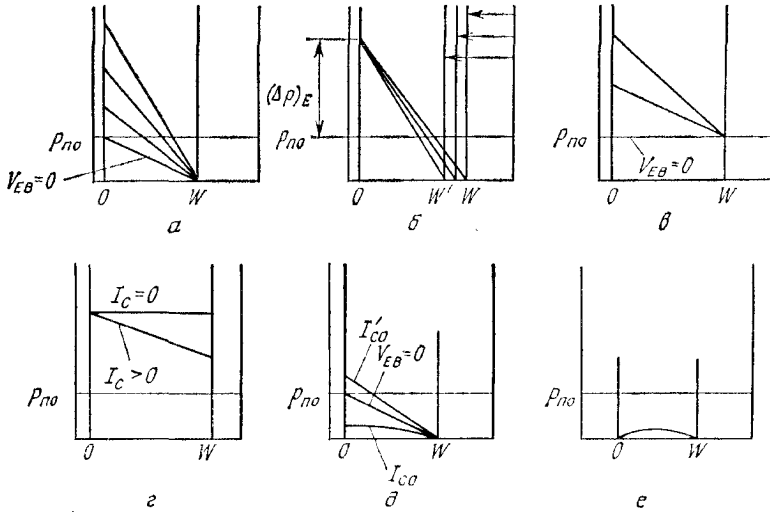 (Δp)_E
p_по
p_по
p_по
V_EB=0
V_EB=0
0
W
0
W'
W
0
W
а
б
в
I_C=0
I_C>0
I'_CO
V_EB=0
p_по
p_по
p_по
0
W
0
W
0
W
I_CO
г
д
е